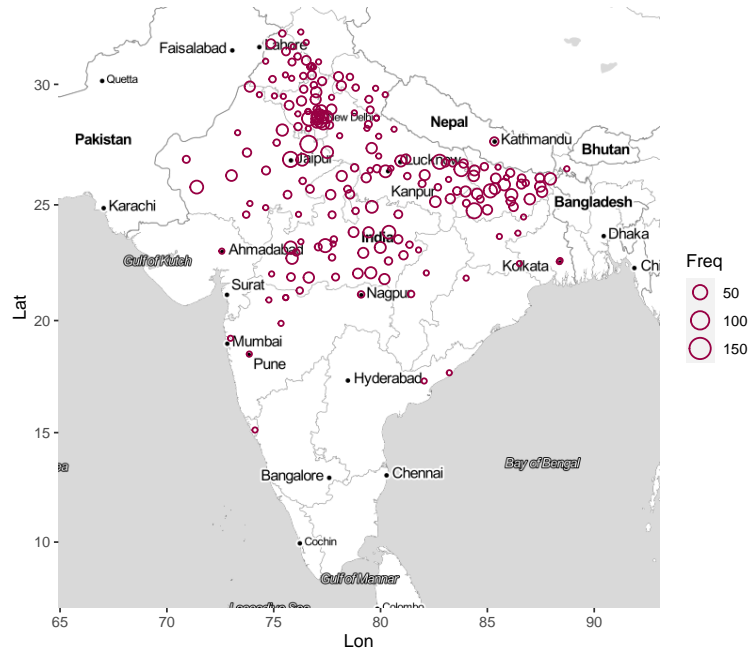 Lahore
Faisalabad
Quetta
30
New Delhi
Pakistan
Nepal
Kathmandu
Bhutan
Jaipur
Lucknow
Kanpur
25
Karachi
Bangladesh
Dhaka
India
Ahmadabad
Gulf of Kutch
Kolkata
Chi
Freq
Surat
Nagpur
50
100
150
20
Lat
Mumbai
Pune
Hyderabad
15
Bay of Bengal
Bangalore
Chennai
10
Cochin
Gulf of Mannar
Colombo
65
70
75
80
85
90
Lon